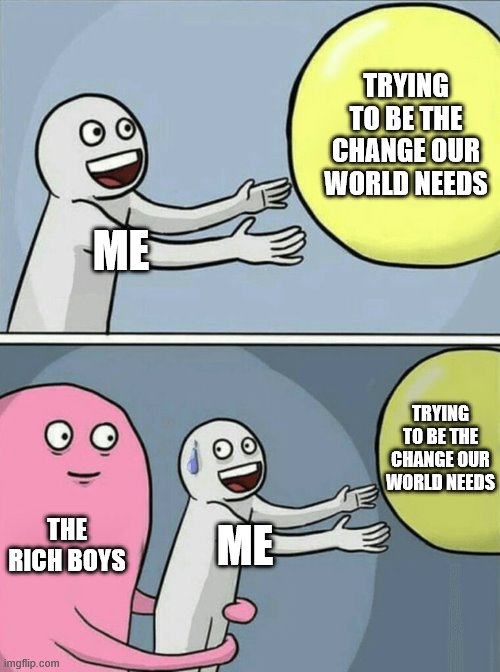 TRYING
TO BE THE
CHANGE OUR
WORLD NEEDS
ME
TRYING
TO BE THE
CHANGE OUR
WORLD NEEDS
THE
RICH BOYS
ME
imgflip.com